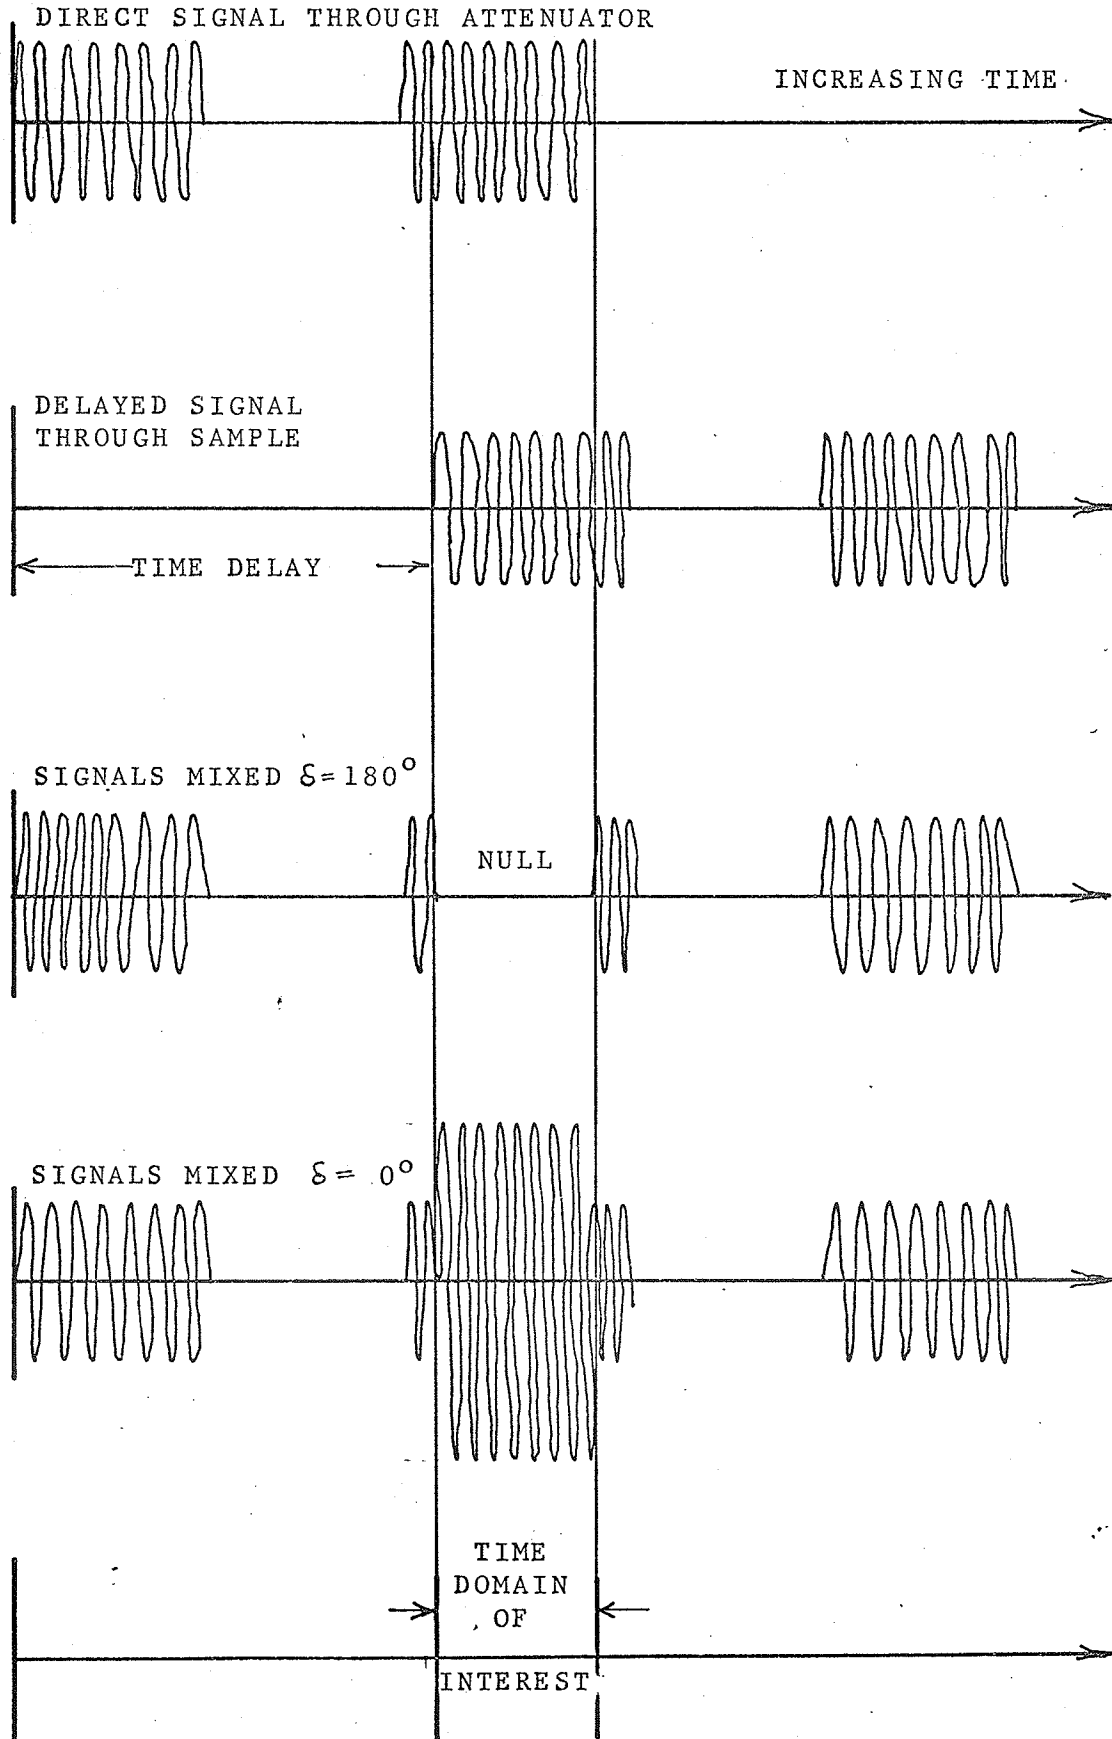 DIRECT SIGNAL THROUGH ATTENUATOR
INCREASING TIME
DELAYED SIGNAL
THROUGH SAMPLE
TIME DELAY
SIGNALS MIXED δ=180°
NULL
SIGNALS MIXED δ= 0°
TIME
DOMAIN
OF
INTEREST